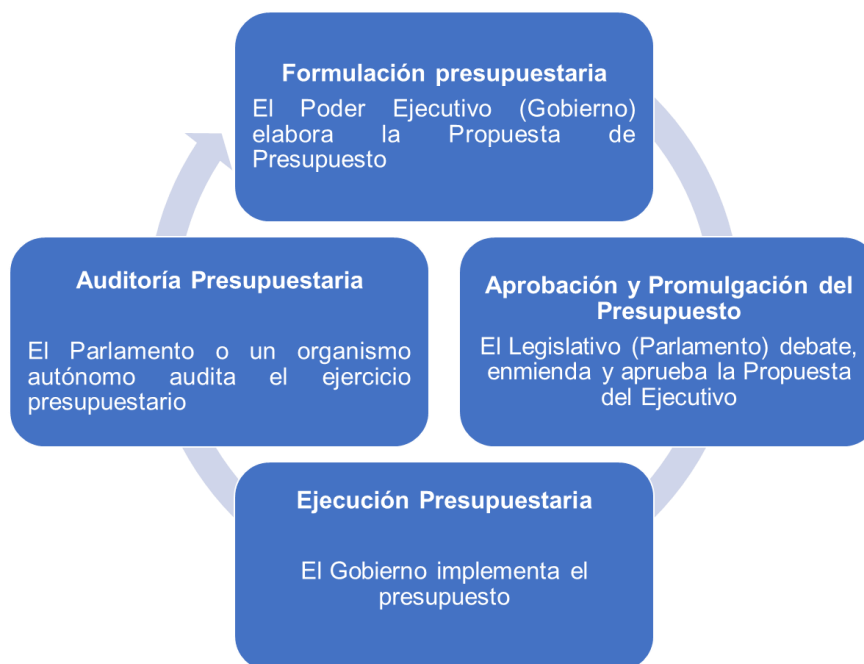 Formulación presupuestaria
El Poder Ejecutivo (Gobierno)
elabora la Propuesta de
Presupuesto
Aprobación y Promulgación del
Presupuesto
El Legislativo (Parlamento) debate,
enmienda y aprueba la Propuesta
del Ejecutivo
Ejecución Presupuestaria
El Gobierno implementa el
presupuesto
Auditoría Presupuestaria
El Parlamento o un organismo
autónomo audita el ejercicio
presupuestario